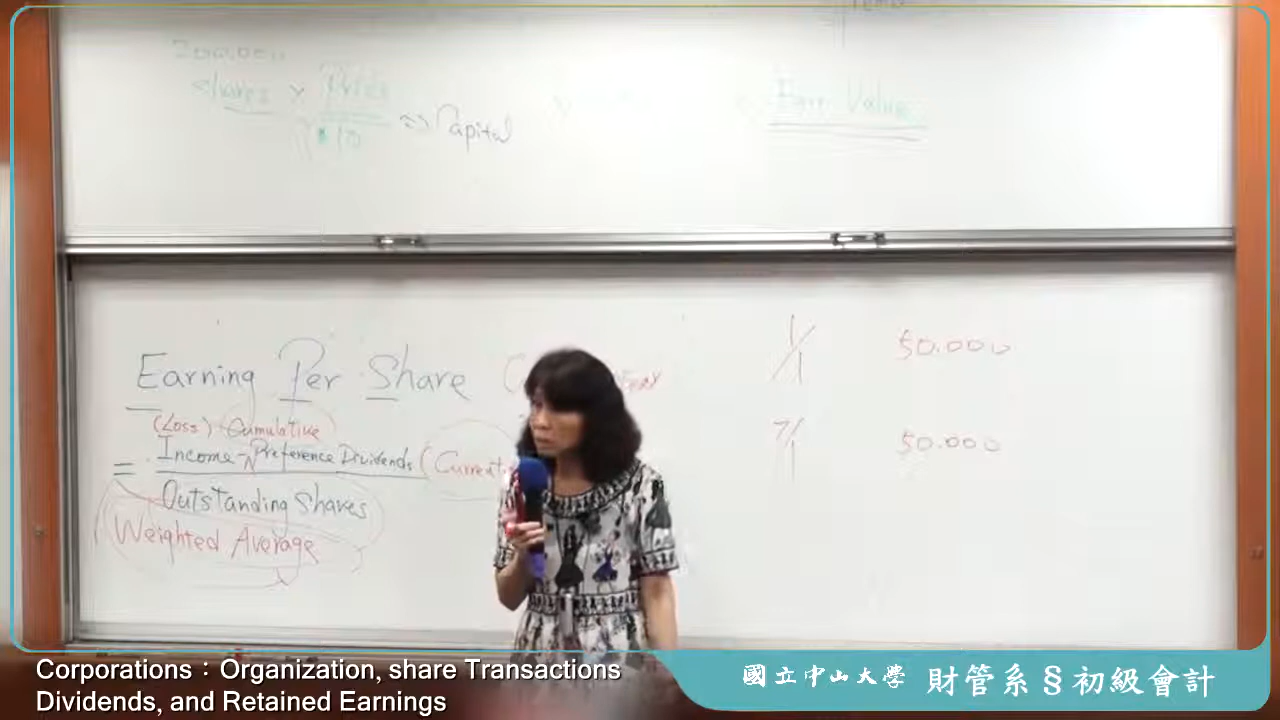 200.000
shares × Price
$10 => Capital
Earning Per Share
(Loss) Cumulative
= Income - Preference Dividends (Current
Outstanding Shares
Weighted Average
1/1 50.000
7/1 50.000
Corporations：Organization, share Transactions
Dividends, and Retained Earnings
國立中山大學 財管系§初級會計